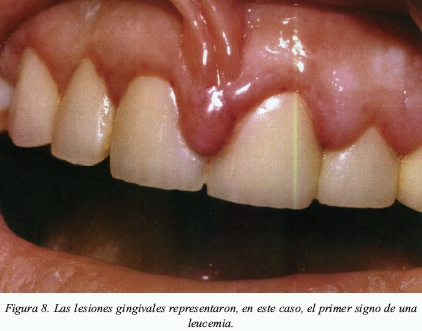 Figura 8. Las lesiones gingivales representaron, en este caso, el primer signo de una
leucemia.